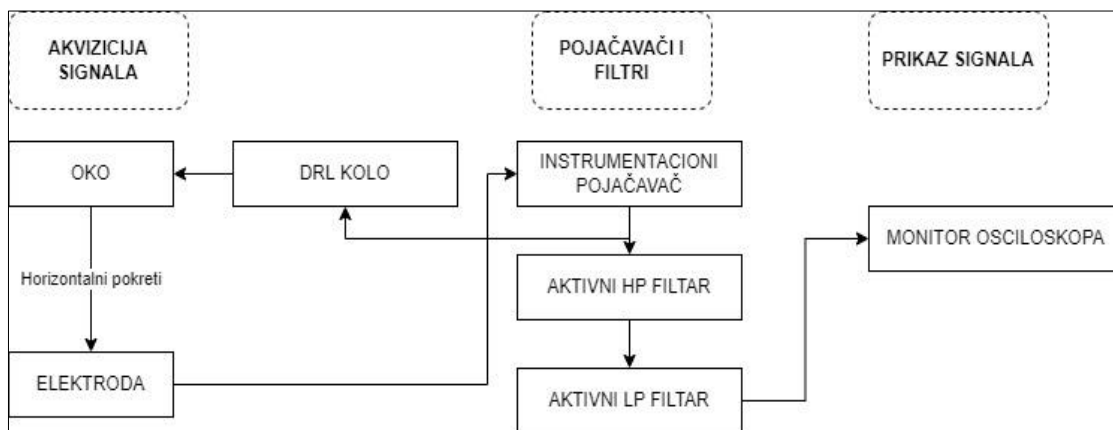 AKVIZICIJA
SIGNALA
POJAČAVAČI I
FILTRI
PRIKAZ SIGNALA
OKO
DRL KOLO
INSTRUMENTACIONI
POJAČAVAČ
MONITOR OSCILOSKOPA
Horizontalni pokreti
AKTIVNI HP FILTAR
ELEKTRODA
AKTIVNI LP FILTAR